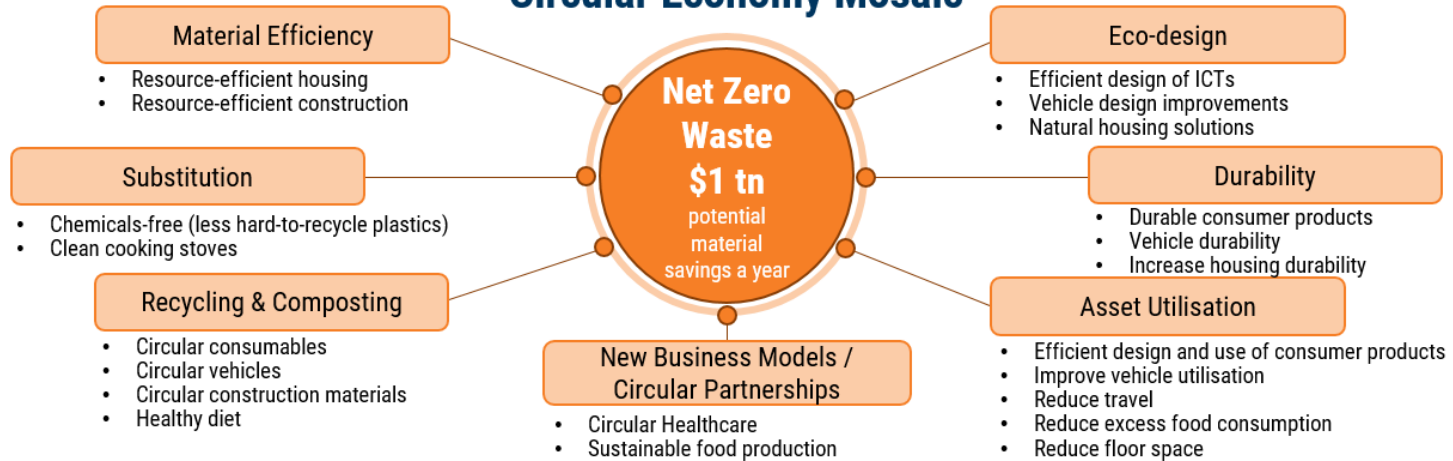 Circular Economy Mosaic
Material Efficiency
• Resource-efficient housing
• Resource-efficient construction
Substitution
• Chemicals-free (less hard-to-recycle plastics)
• Clean cooking stoves
Recycling & Composting
• Circular consumables
• Circular vehicles
• Circular construction materials
• Healthy diet
Net Zero
Waste
$1 tn
potential
material
savings a year
New Business Models /
Circular Partnerships
• Circular Healthcare
• Sustainable food production
Eco-design
• Efficient design of ICTs
• Vehicle design improvements
• Natural housing solutions
Durability
• Durable consumer products
• Vehicle durability
• Increase housing durability
Asset Utilisation
• Efficient design and use of consumer products
• Improve vehicle utilisation
• Reduce travel
• Reduce excess food consumption
• Reduce floor space